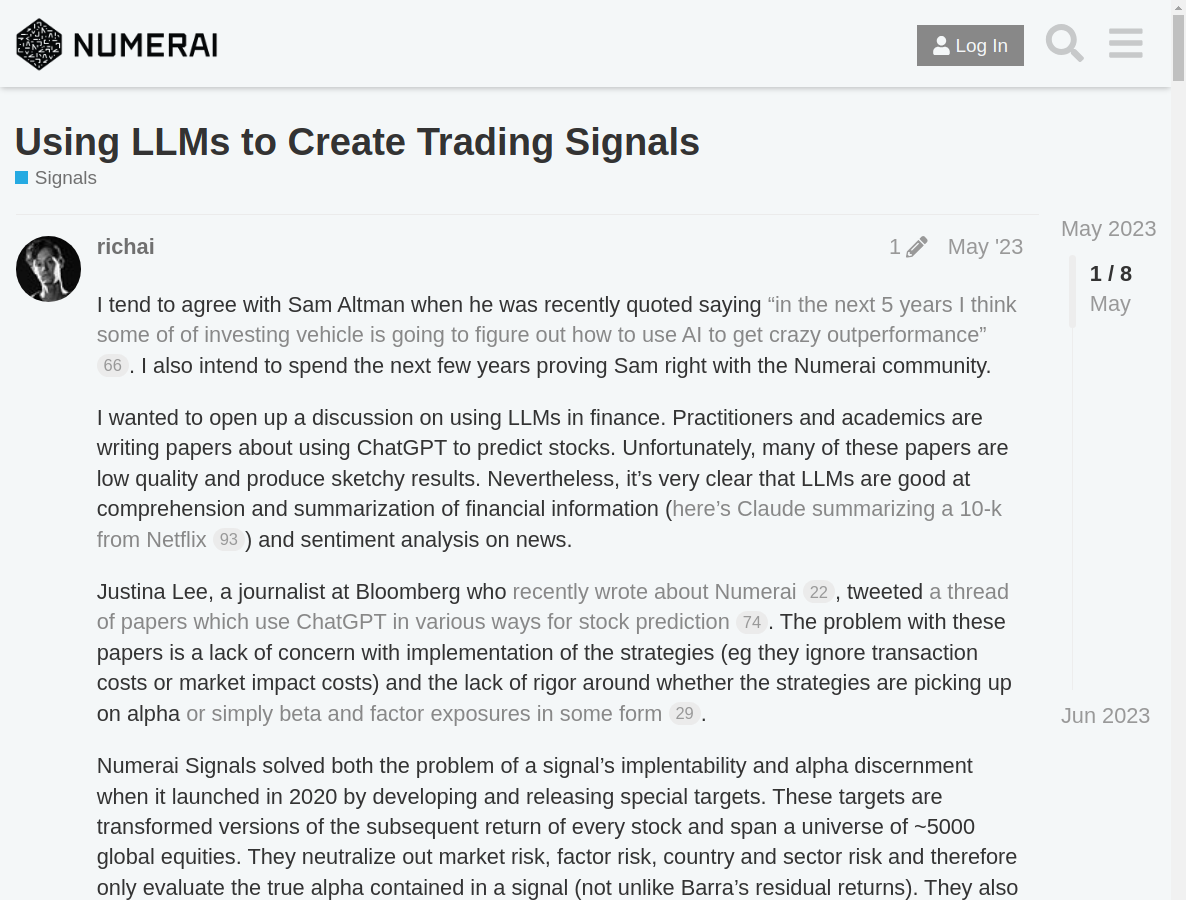 NUMERAI
Log In
Using LLMs to Create Trading Signals
Signals
richai
1
May '23
I tend to agree with Sam Altman when he was recently quoted saying “in the next 5 years I think
some of of investing vehicle is going to figure out how to use AI to get crazy outperformance”
66 . I also intend to spend the next few years proving Sam right with the Numerai community.
I wanted to open up a discussion on using LLMs in finance. Practitioners and academics are
writing papers about using ChatGPT to predict stocks. Unfortunately, many of these papers are
low quality and produce sketchy results. Nevertheless, it’s very clear that LLMs are good at
comprehension and summarization of financial information (here’s Claude summarizing a 10-k
from Netflix 93 ) and sentiment analysis on news.
Justina Lee, a journalist at Bloomberg who recently wrote about Numerai 22 , tweeted a thread
of papers which use ChatGPT in various ways for stock prediction 74 . The problem with these
papers is a lack of concern with implementation of the strategies (eg they ignore transaction
costs or market impact costs) and the lack of rigor around whether the strategies are picking up
on alpha or simply beta and factor exposures in some form 29 .
Numerai Signals solved both the problem of a signal’s implentability and alpha discernment
when it launched in 2020 by developing and releasing special targets. These targets are
transformed versions of the subsequent return of every stock and span a universe of ~5000
global equities. They neutralize out market risk, factor risk, country and sector risk and therefore
only evaluate the true alpha contained in a signal (not unlike Barra’s residual returns). They also
May 2023
1 / 8
May
Jun 2023